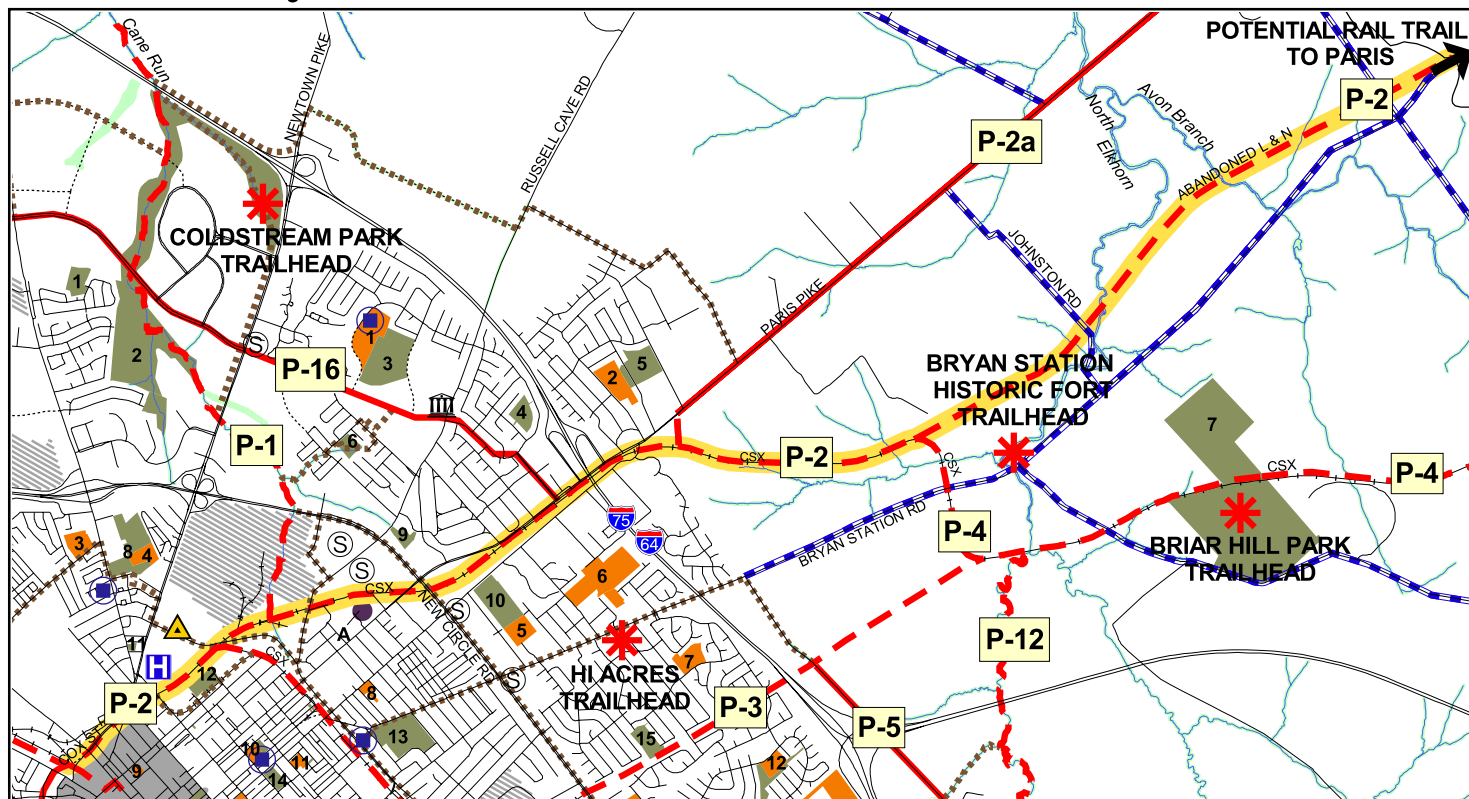 POTENTIAL RAIL TRAIL
TO PARIS
Cane Run
NEWTOWN PIKE
RUSSELL CAVE RD
P-2
Avon Branch
North
Elkhorn
P-2a
ABANDONED L & N
COLDSTREAM PARK
TRAILHEAD
JOHNSTON RD
PARIS PIKE
1
2
S
1
3
P-16
2
5
BRYAN STATION
HISTORIC FORT
TRAILHEAD
4
7
6
P-1
CSX
P-2
CSX
CSX
P-4
75
64
BRYAN STATION RD
P-4
BRIAR HILL PARK
TRAILHEAD
3
8
4
S
9
S
CSX
NEW CIRCLE RD
S
10
6
5
A
11
H
CSX
12
P-2
HI ACRES
TRAILHEAD
S
7
P-12
8
P-3
P-5
13
15
COX ST
9
10
11
14
12